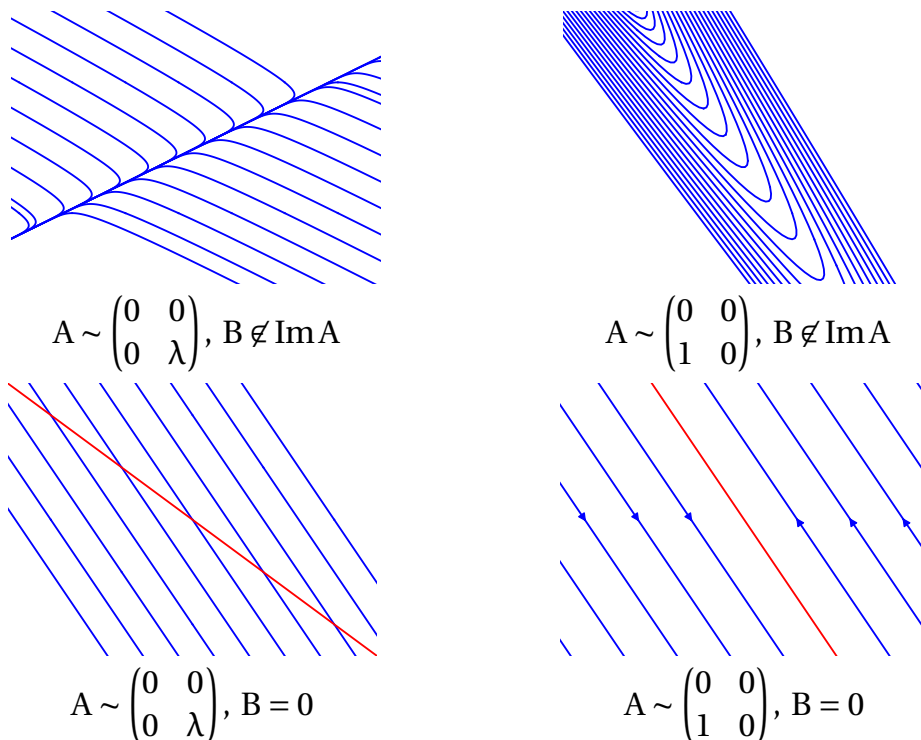 A ~ (0 0
0 λ), B ∉ Im A
A ~ (0 0
1 0), B ∉ Im A
A ~ (0 0
0 λ), B = 0
A ~ (0 0
1 0), B = 0